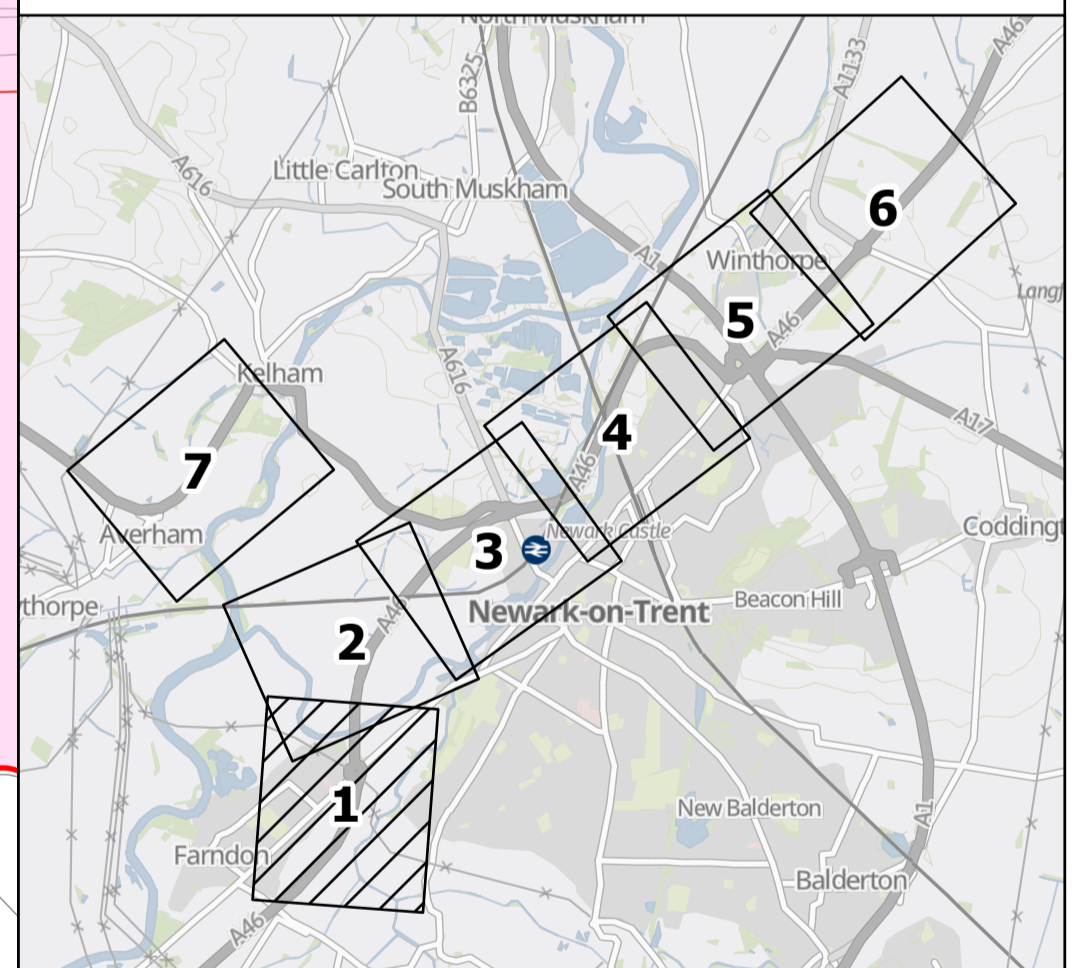 North Muskham
A46
A1133
B6325
A616
Little Carlton
South Muskham
6
A1
Winthorpe
Langf
5
A46
Kelham
A616
A17
4
7
A46
Averham
Newark Castle
Coddingt
3
ythorpe
A46
Newark-on-Trent
Beacon Hill
2
1
New Balderton
A1
Farndon
Balderton
A46